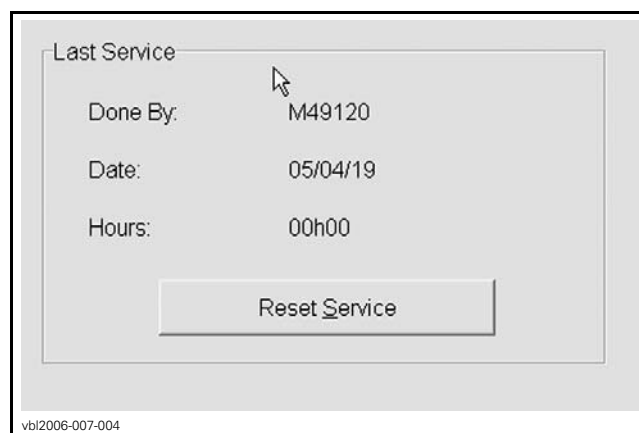 Last Service
Done By: M49120
Date: 05/04/19
Hours: 00h00
Reset Service
vbl2006-007-004